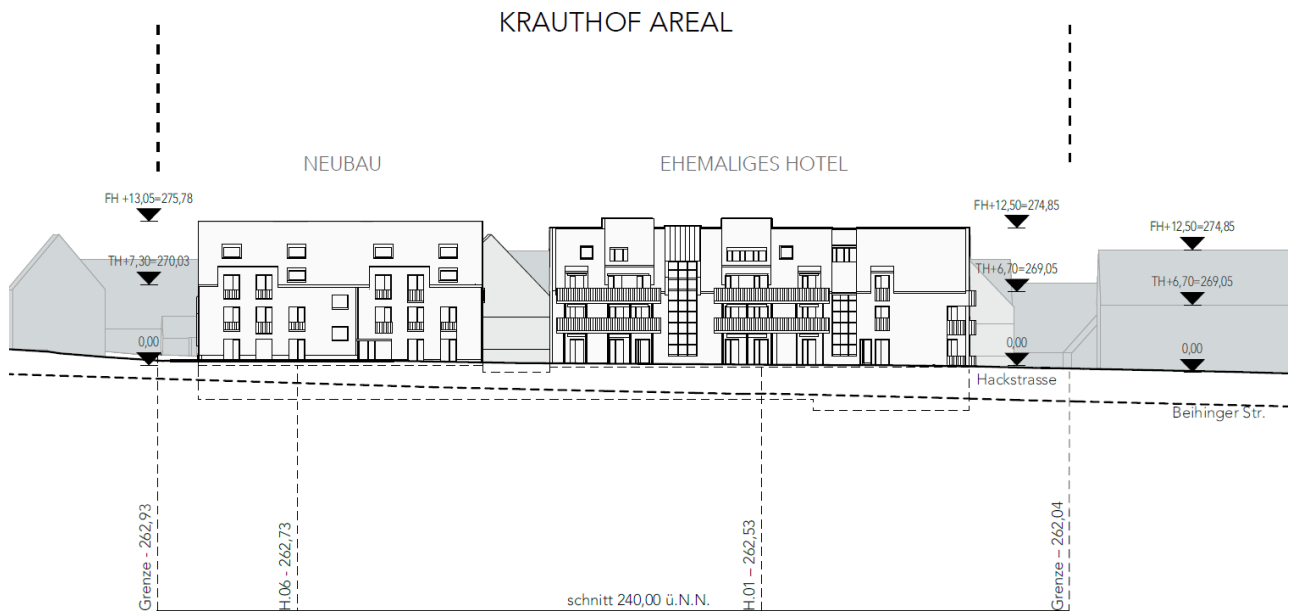 KRAUTHOF AREAL
NEUBAU
EHEMALIGES HOTEL
FH +13,05=275,78
TH+7,30=270,03
0,00
FH+12,50=274,85
TH+6,70=269,05
0,00
FH+12,50=274,85
TH+6,70=269,05
0,00
Hackstrasse
Beihinger Str.
Grenze - 262,93
H.06 - 262,73
H.01 – 262,53
Grenze – 262,04
schnitt 240,00 ü.N.N.